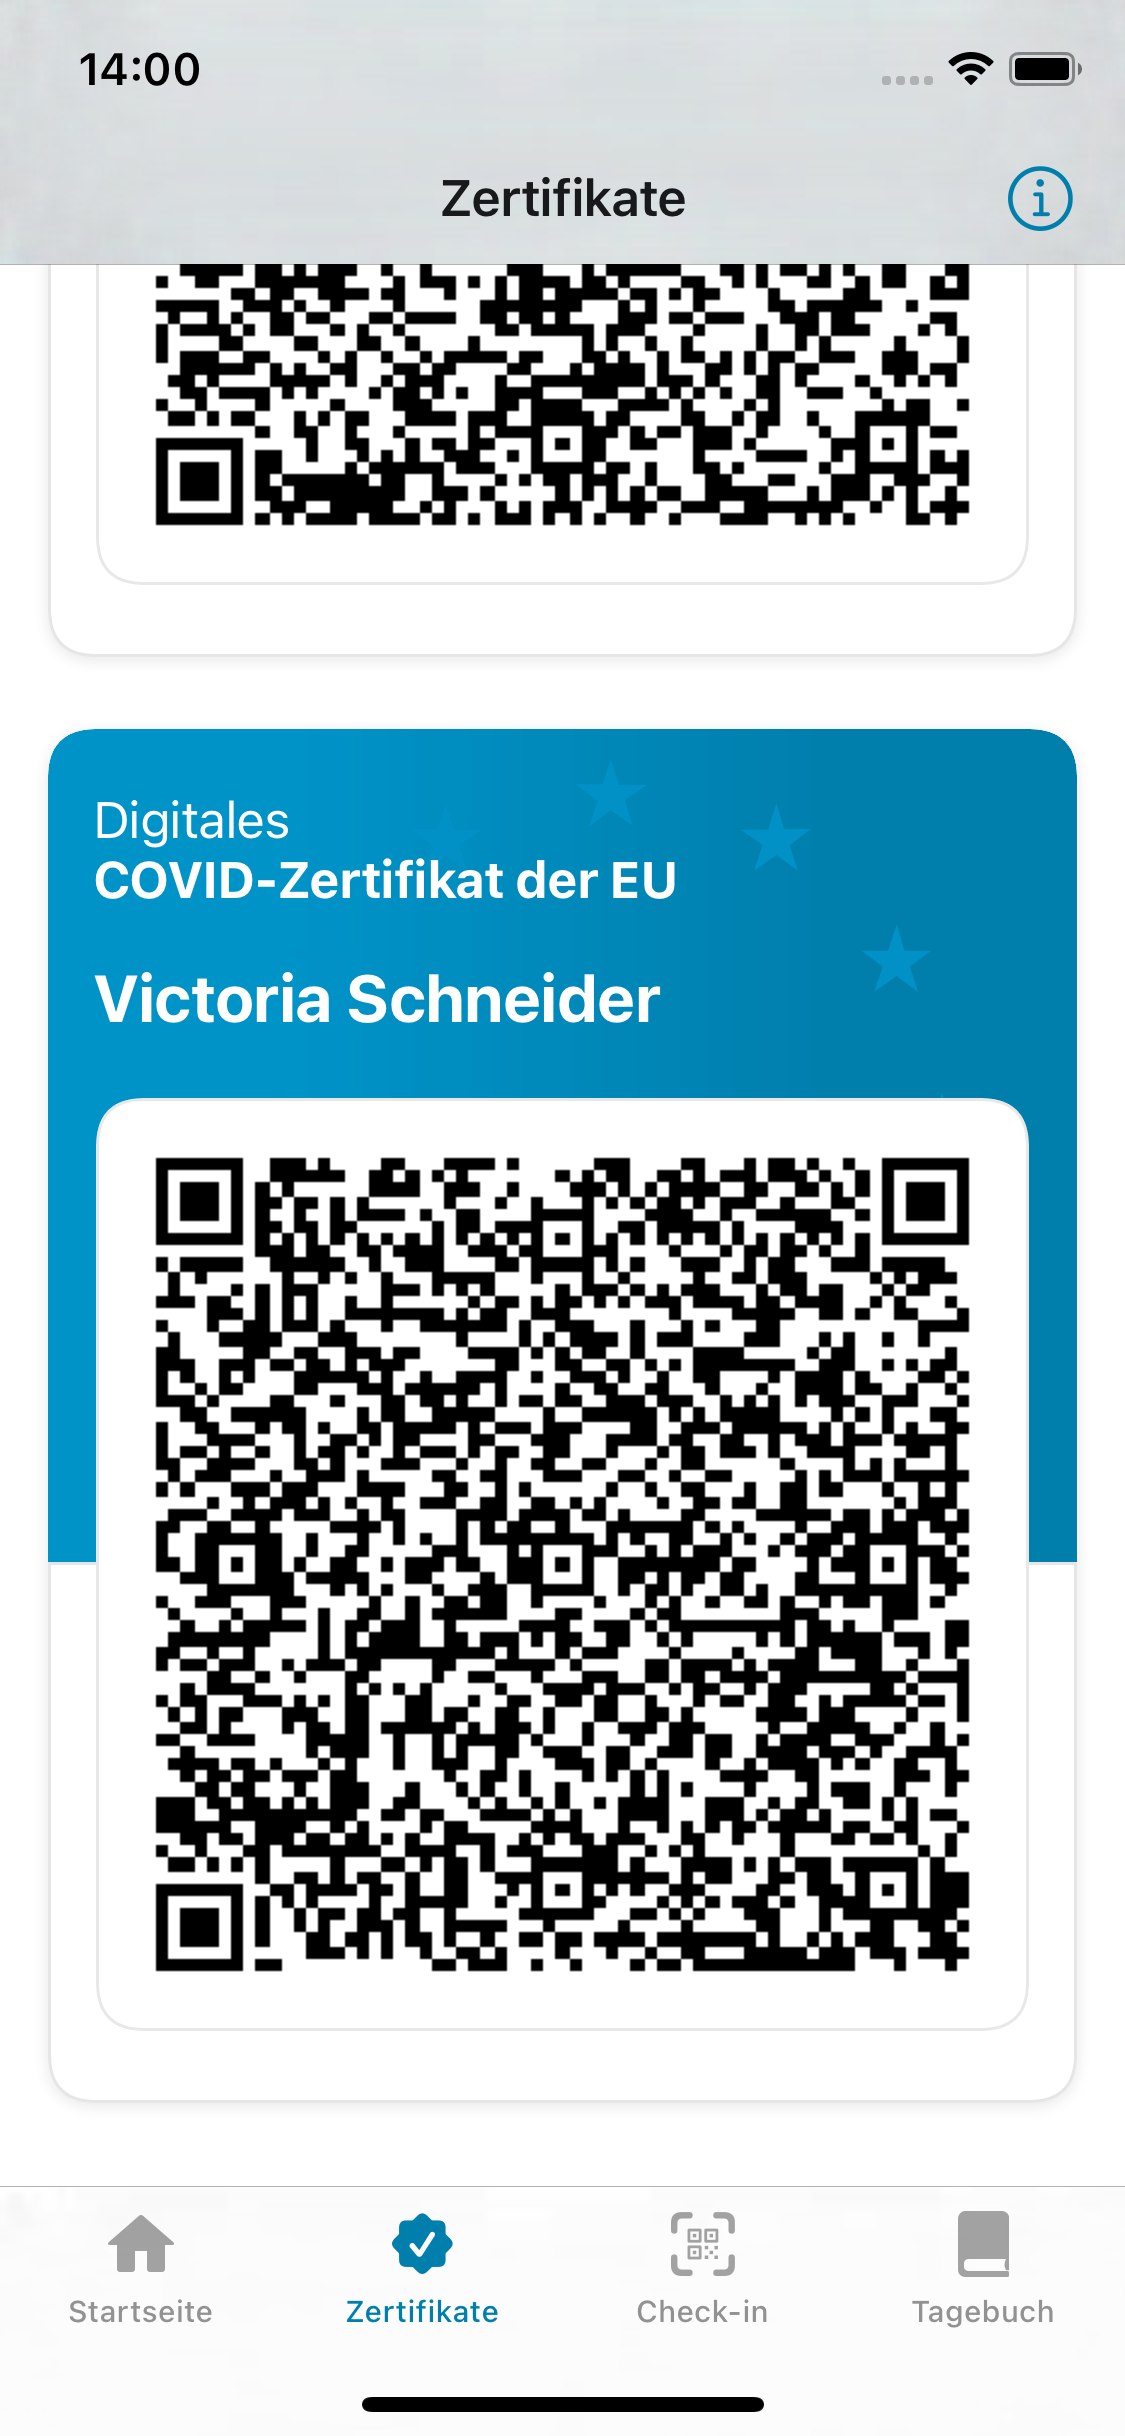 14:00
Zertifikate
Digitales
COVID-Zertifikat der EU
Victoria Schneider
Startseite
Zertifikate
Check-in
Tagebuch